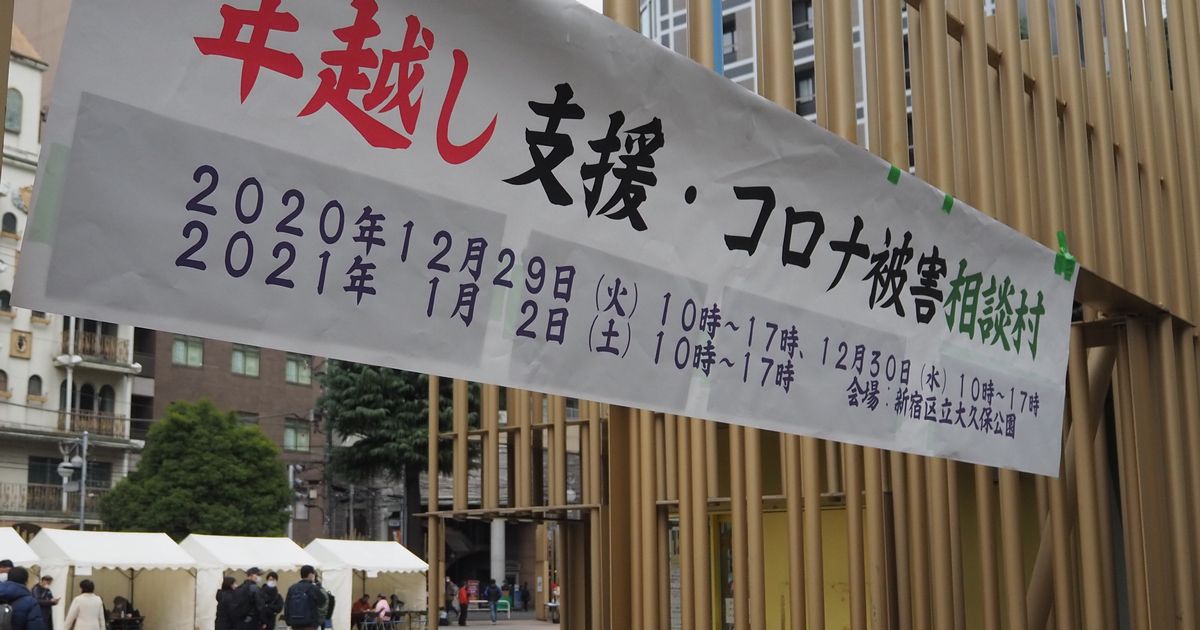 年越し支援・コロナ被害相談村
2020年12月29日（火）10時～17時、12月30日（水）10時～17時
2021年 1月 2日（土）10時～17時
会場：新宿区立大久保公園